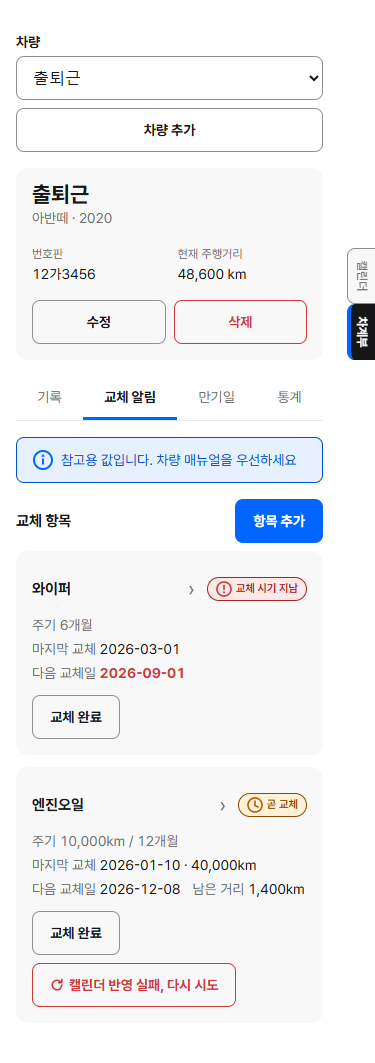 차량
출퇴근
차량 추가
출퇴근
아반떼 · 2020
번호판 현재 주행거리
12가3456 48,600 km
수정 삭제
캘린더
차계부
기록 교체 알림 만기일 통계
참고용 값입니다. 차량 매뉴얼을 우선하세요
교체 항목 항목 추가
와이퍼 › 교체 시기 지남
주기 6개월
마지막 교체 2026-03-01
다음 교체일 2026-09-01
교체 완료
엔진오일 › 곧 교체
주기 10,000km / 12개월
마지막 교체 2026-01-10 · 40,000km
다음 교체일 2026-12-08 남은 거리 1,400km
교체 완료
캘린더 반영 실패, 다시 시도